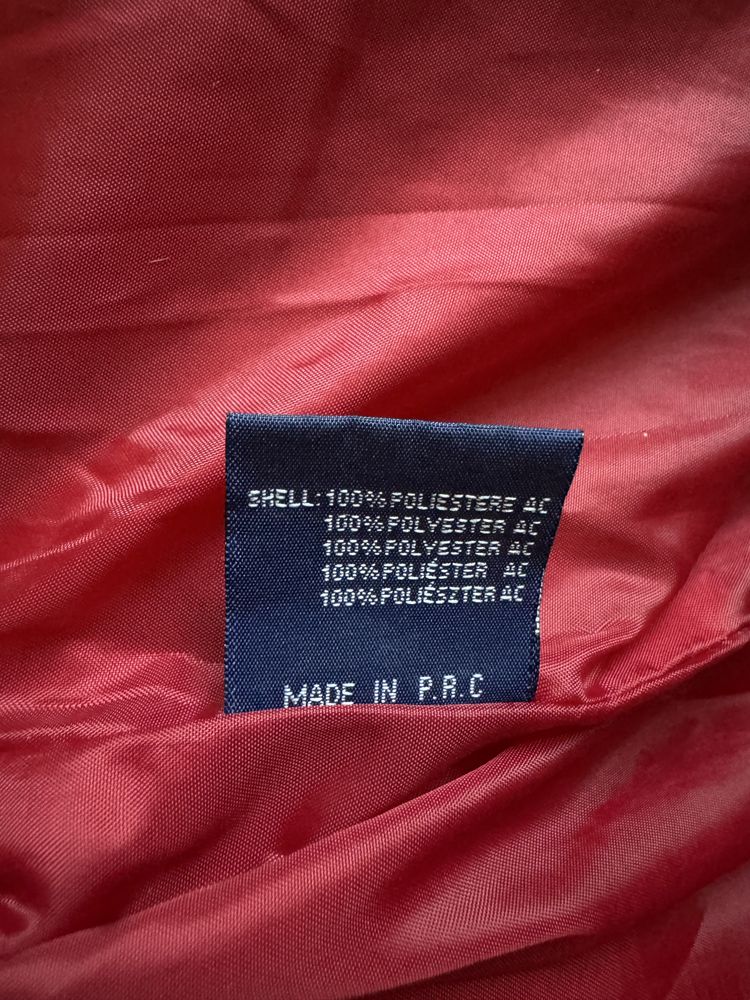 SHELL:100%POLIESTERE AC
100%POLYESTER AC
100%POLYESTER AC
100%POLIÉSTER AC
100%POLIÉSZTER AC
MADE IN P.R.C